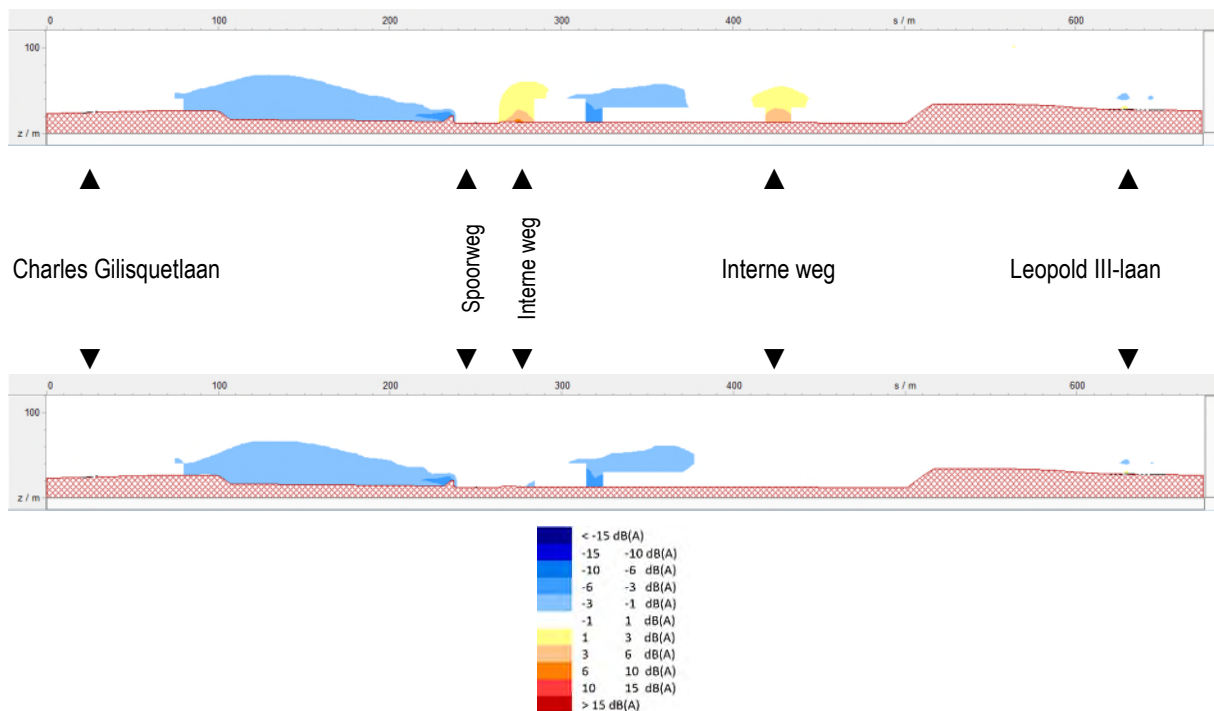 0 100 200 300 400 s / m 600
100
z / m
Charles Gilisquetlaan
Spoorweg
Interne weg
Interne weg
Leopold III-laan
0 100 200 300 400 s / m 600
100
z / m
< -15 dB(A)
-15 -10 dB(A)
-10 -6 dB(A)
-6 -3 dB(A)
-3 -1 dB(A)
-1 1 dB(A)
1 3 dB(A)
3 6 dB(A)
6 10 dB(A)
10 15 dB(A)
> 15 dB(A)